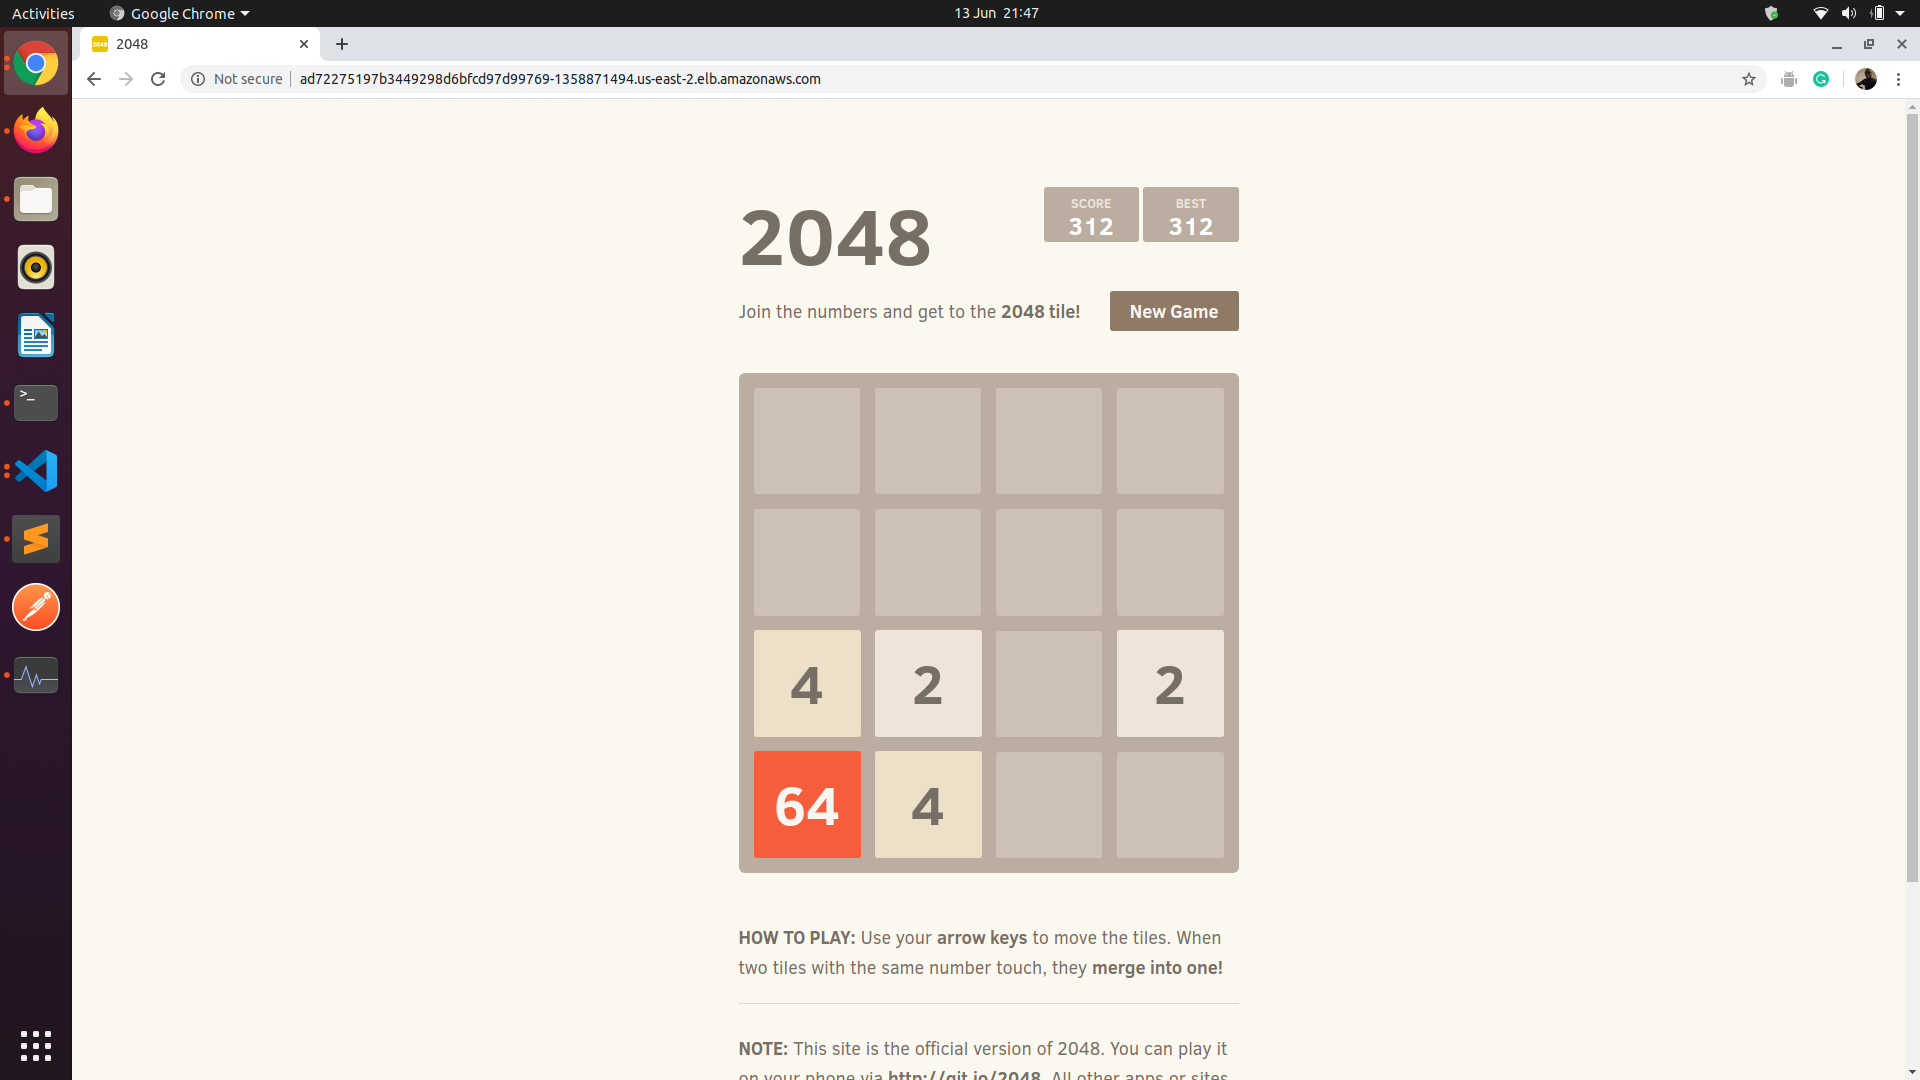 Activities
Google Chrome
13 Jun 21:47
2048
2048
Not secure
ad72275197b3449298d6bfcd97d99769-1358871494.us-east-2.elb.amazonaws.com
2048
SCORE
312
BEST
312
Join the numbers and get to the 2048 tile!
New Game
4 2 2
64 4
HOW TO PLAY: Use your arrow keys to move the tiles. When
two tiles with the same number touch, they merge into one!
NOTE: This site is the official version of 2048. You can play it
on your phone via http://git.io/2048. All other apps or sites